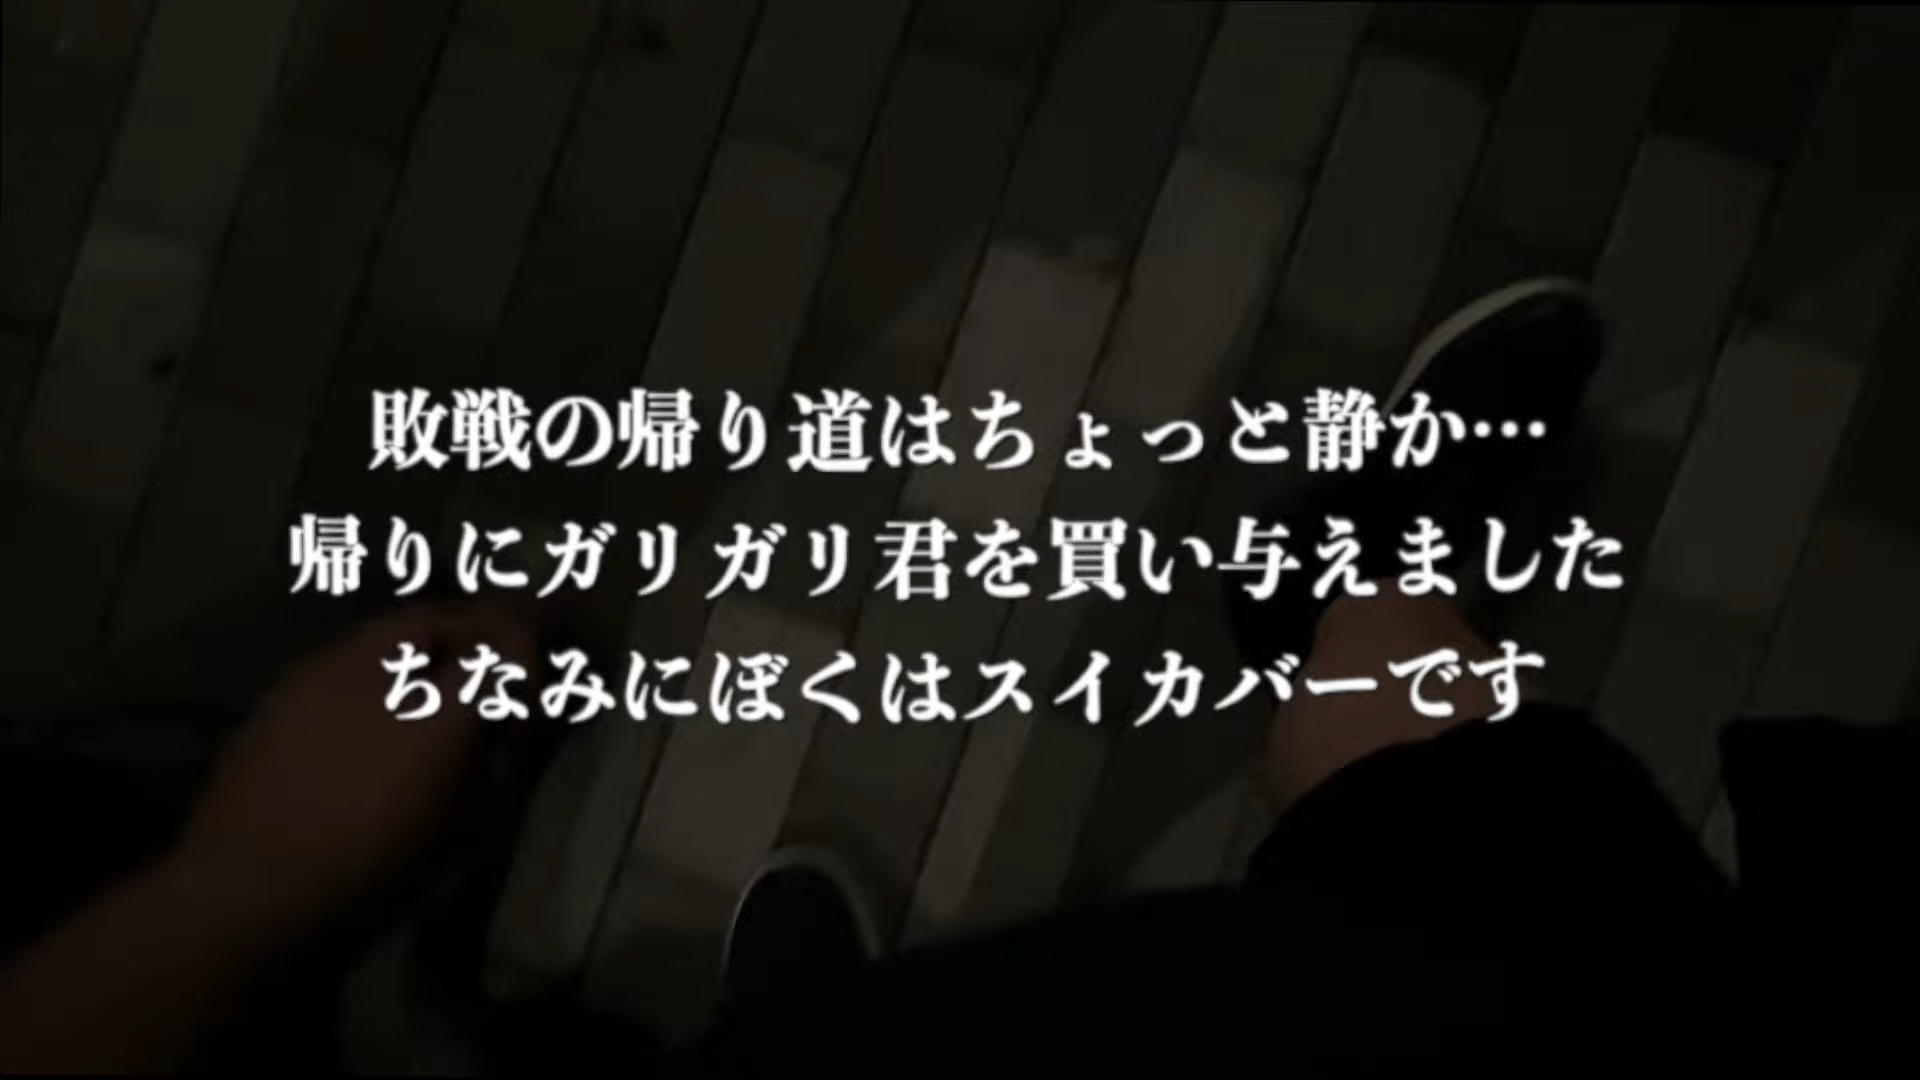 敗戦の帰り道はちょっと静か…
帰りにガリガリ君を買い与えました
ちなみにぼくはスイカバーです